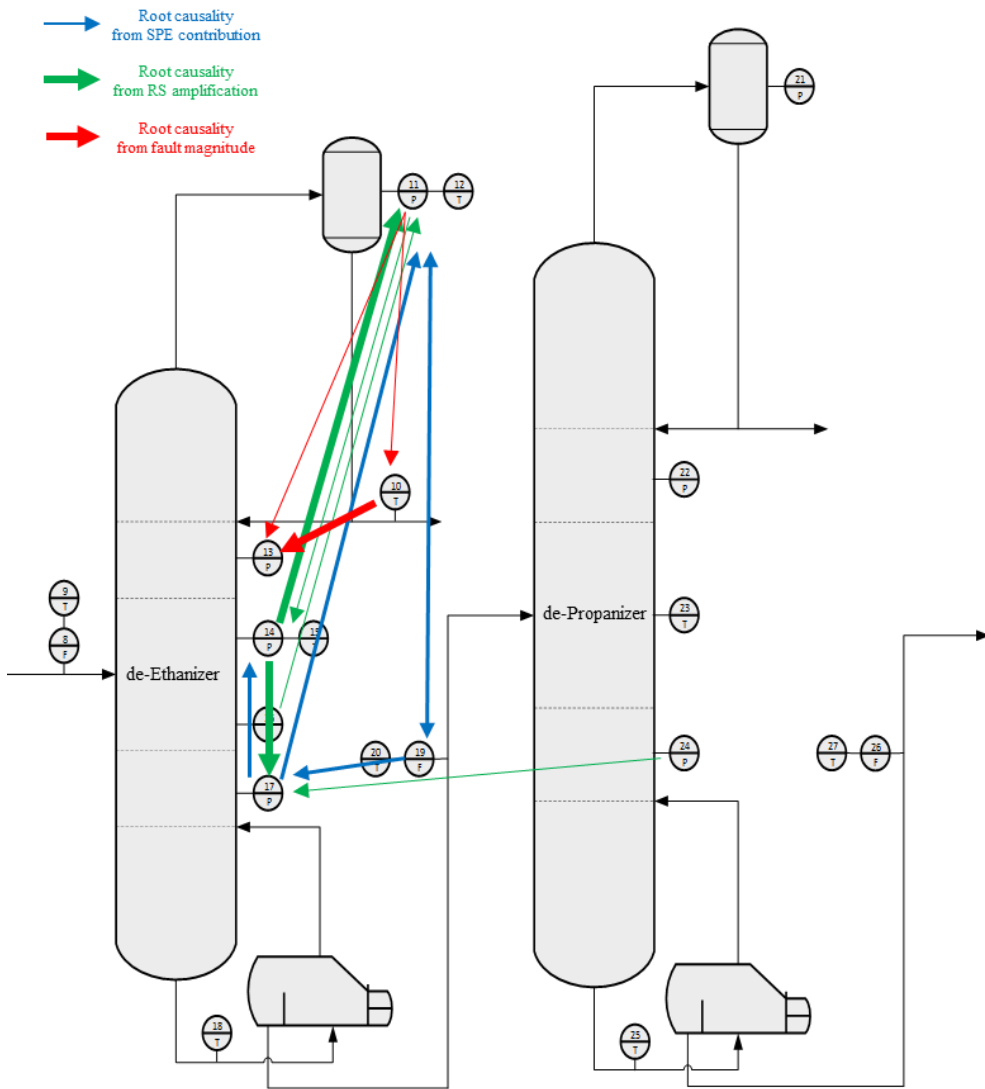 Root causality
from SPE contribution
Root causality
from RS amplification
Root causality
from fault magnitude
21
P
11
P
12
T
22
P
10
T
13
P
9
T
8
F
14
P
15
de-Ethanizer
de-Propanizer
23
T
20
T
19
F
24
P
27
T
26
F
17
P
18
T
25
T